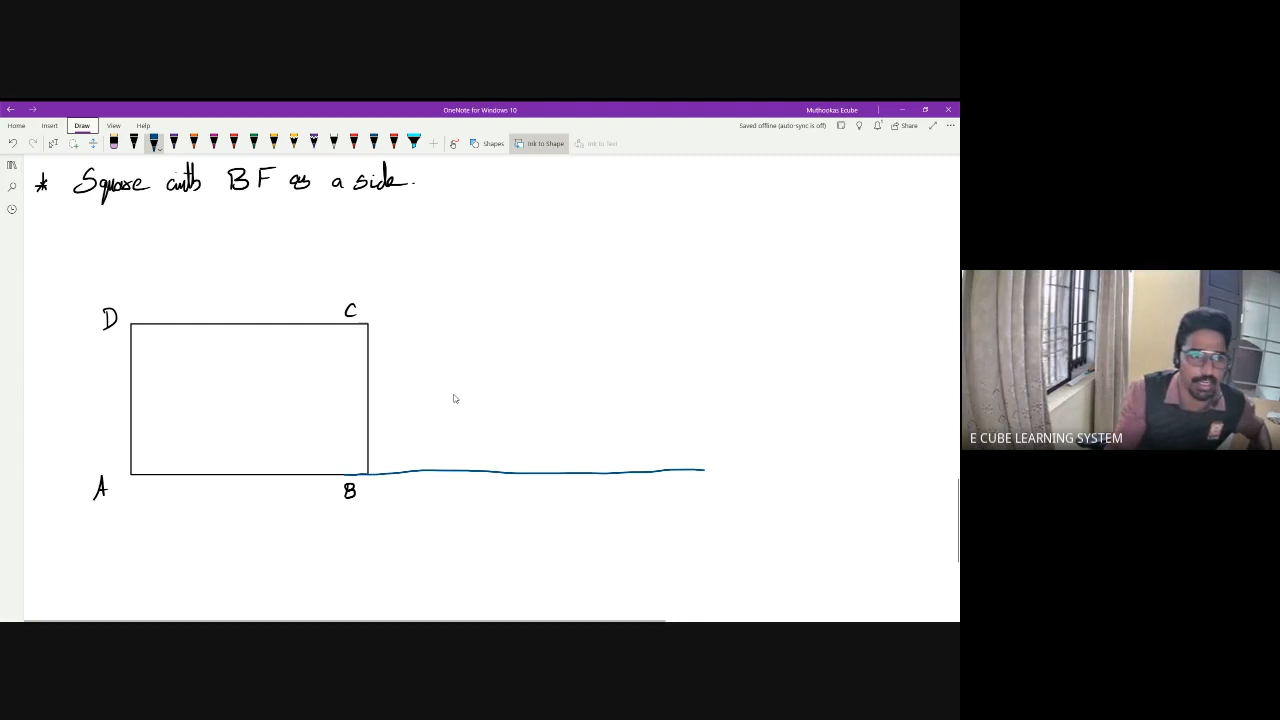 OneNote for Windows 10
Muthookas Ecube
Home Insert Draw View Help
Saved offline (auto-sync is off)
Share
Shapes
Ink to Shape
Ink to Text
* Square with BF as a side.
D
C
A
B
E CUBE LEARNING SYSTEM